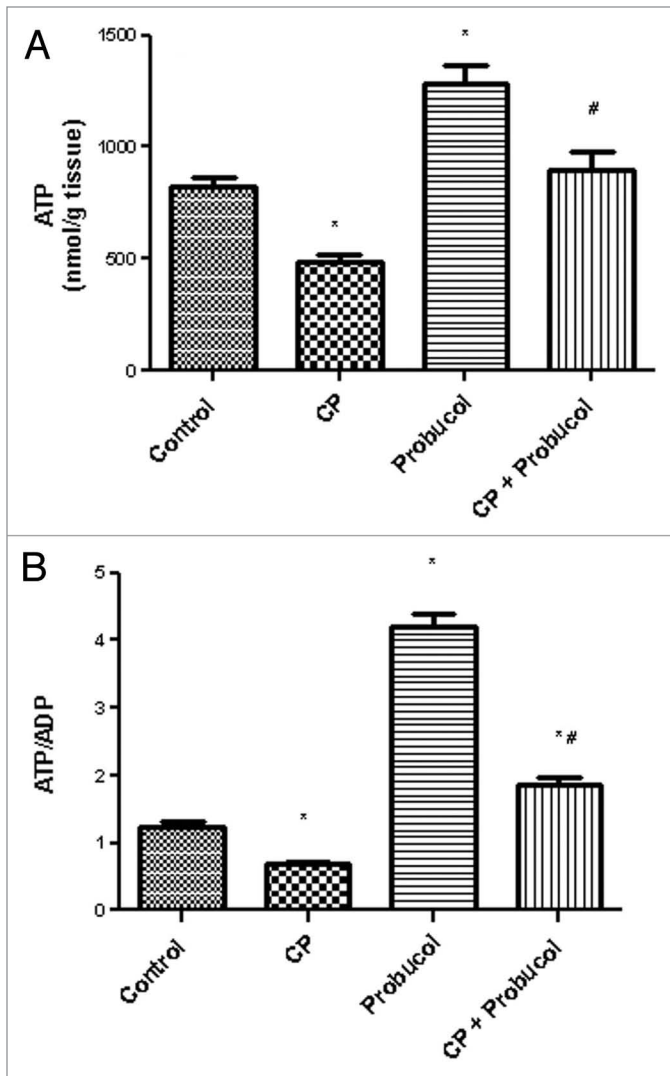 A
ATP
(nmol/g tissue)
1500
1000
500
0
*
*
#
Control
CP
Probucol
CP + Probucol
B
ATP/ADP
5
4
3
2
1
0
*
*
* #
Control
CP
Probucol
CP + Probucol